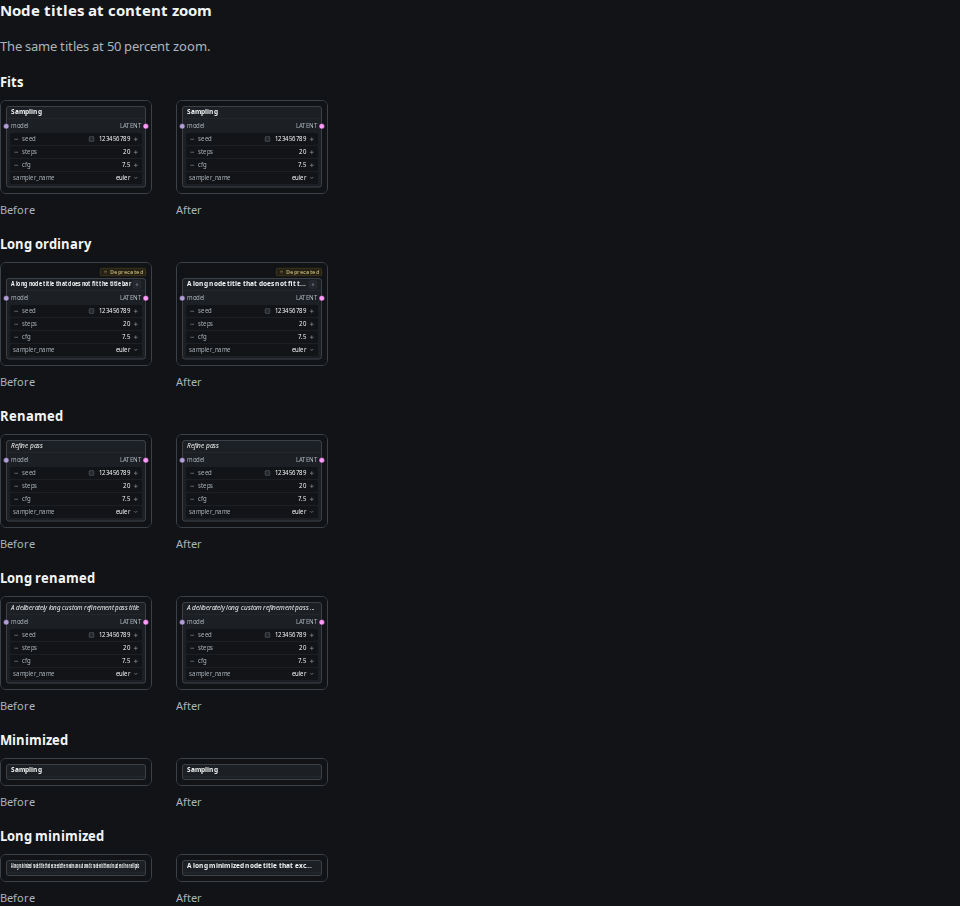 Node titles at content zoom
The same titles at 50 percent zoom.
Fits
Sampling Sampling
model LATENT model LATENT
− seed 123456789 + − seed 123456789 +
− steps 20 + − steps 20 +
− cfg 7.5 + − cfg 7.5 +
sampler_name euler sampler_name euler
Before After
Long ordinary
Deprecated Deprecated
A long node title that does not fit the title bar A long node title that does not fit t...
model LATENT model LATENT
− seed 123456789 + − seed 123456789 +
− steps 20 + − steps 20 +
− cfg 7.5 + − cfg 7.5 +
sampler_name euler sampler_name euler
Before After
Renamed
Refine pass Refine pass
model LATENT model LATENT
− seed 123456789 + − seed 123456789 +
− steps 20 + − steps 20 +
− cfg 7.5 + − cfg 7.5 +
sampler_name euler sampler_name euler
Before After
Long renamed
A deliberately long custom refinement pass title A deliberately long custom refinement pass ...
model LATENT model LATENT
− seed 123456789 + − seed 123456789 +
− steps 20 + − steps 20 +
− cfg 7.5 + − cfg 7.5 +
sampler_name euler sampler_name euler
Before After
Minimized
Sampling Sampling
Before After
Long minimized
A long minimized node title that exc...
Before After